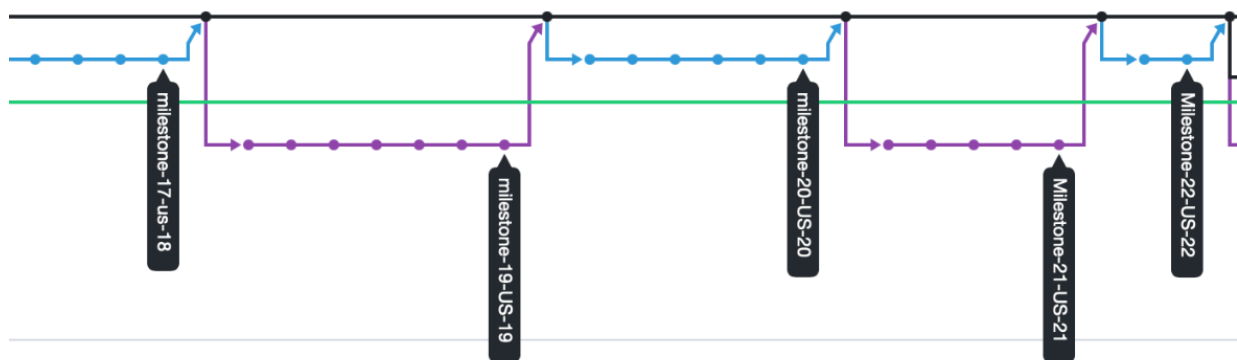 milestone-17-us-18
milestone-19-US-19
milestone-20-US-20
Milestone-21-US-21
Milestone-22-US-22